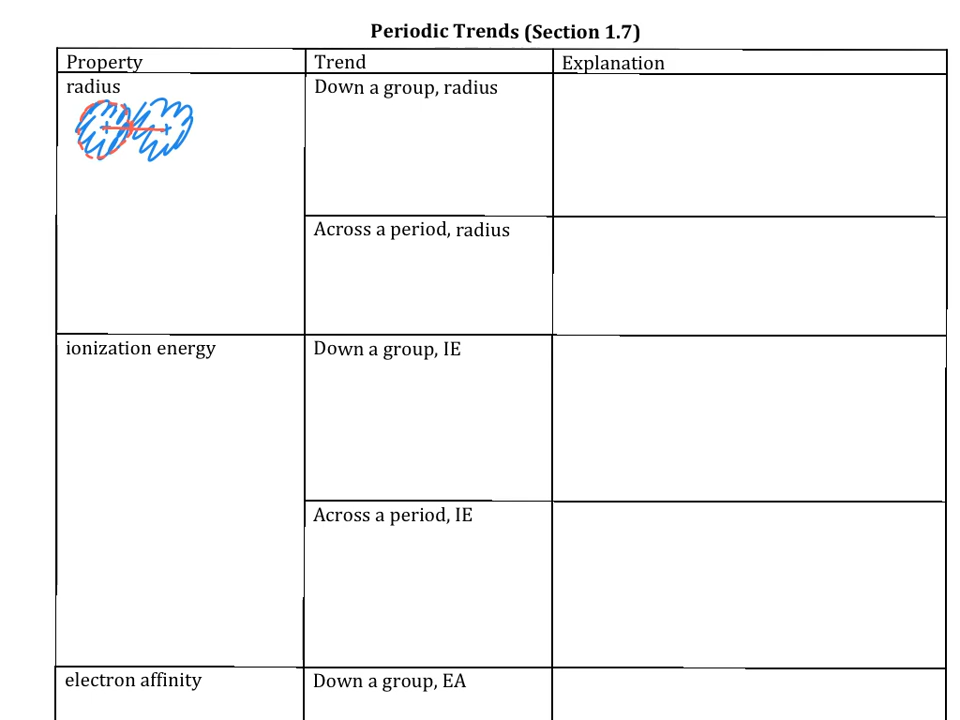 Periodic Trends (Section 1.7)
Property Trend Explanation
radius Down a group, radius
Across a period, radius
ionization energy Down a group, IE
Across a period, IE
electron affinity Down a group, EA